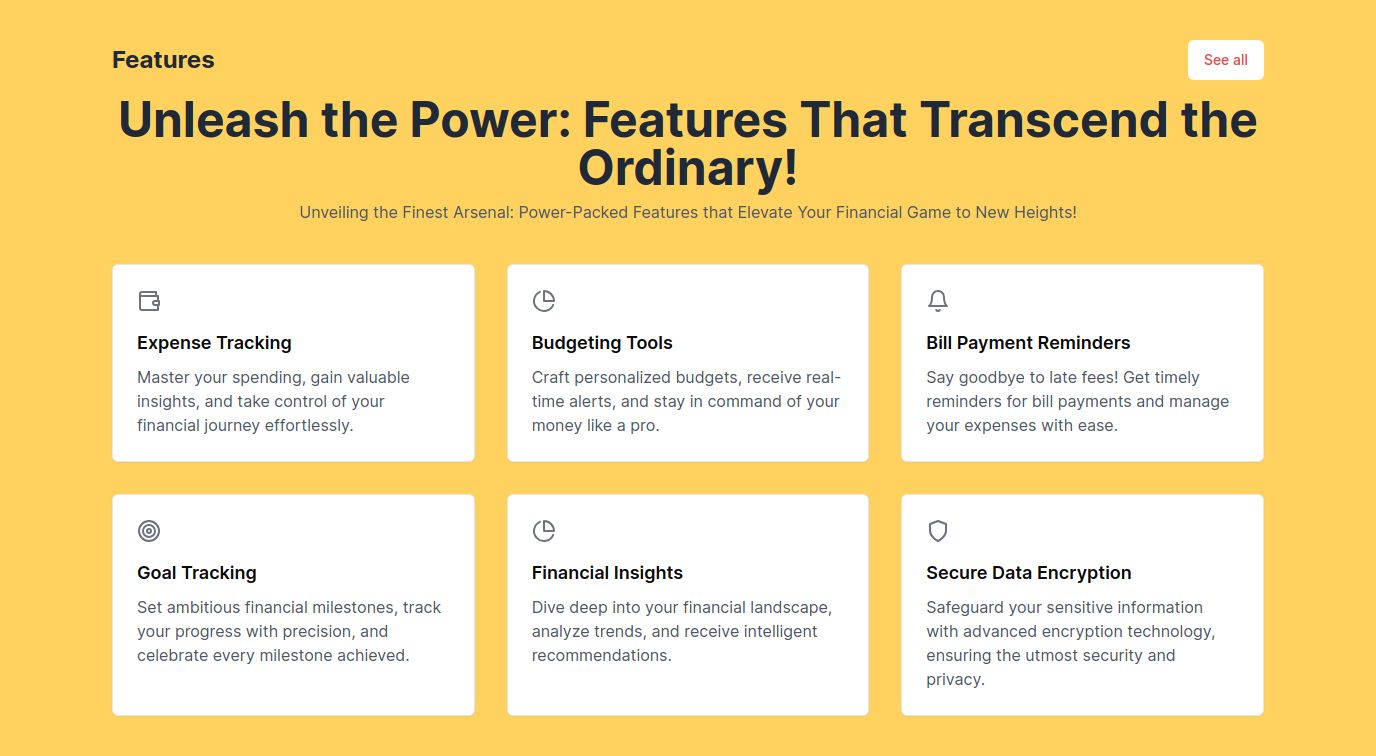 Features
See all
Unleash the Power: Features That Transcend the
Ordinary!
Unveiling the Finest Arsenal: Power-Packed Features that Elevate Your Financial Game to New Heights!
Expense Tracking
Master your spending, gain valuable
insights, and take control of your
financial journey effortlessly.
Budgeting Tools
Craft personalized budgets, receive real-
time alerts, and stay in command of your
money like a pro.
Bill Payment Reminders
Say goodbye to late fees! Get timely
reminders for bill payments and manage
your expenses with ease.
Goal Tracking
Set ambitious financial milestones, track
your progress with precision, and
celebrate every milestone achieved.
Financial Insights
Dive deep into your financial landscape,
analyze trends, and receive intelligent
recommendations.
Secure Data Encryption
Safeguard your sensitive information
with advanced encryption technology,
ensuring the utmost security and
privacy.